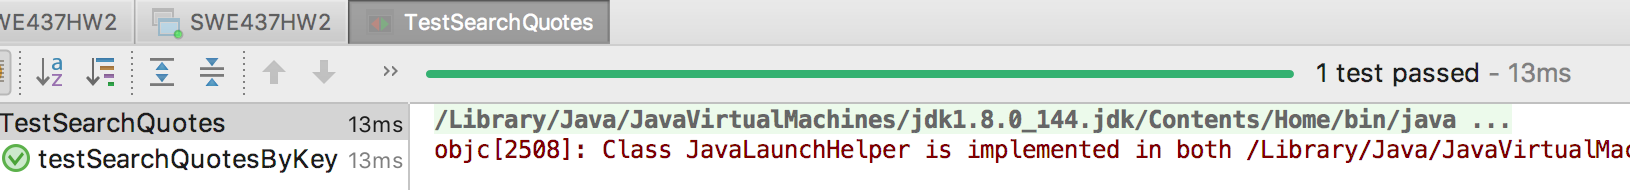 WE437HW2 SWE437HW2 TestSearchQuotes
a z >> 1 test passed - 13ms
TestSearchQuotes 13ms
/Library/Java/JavaVirtualMachines/jdk1.8.0_144.jdk/Contents/Home/bin/java ...
testSearchQuotesByKey 13ms
objc[2508]: Class JavaLaunchHelper is implemented in both /Library/Java/JavaVirtualMac